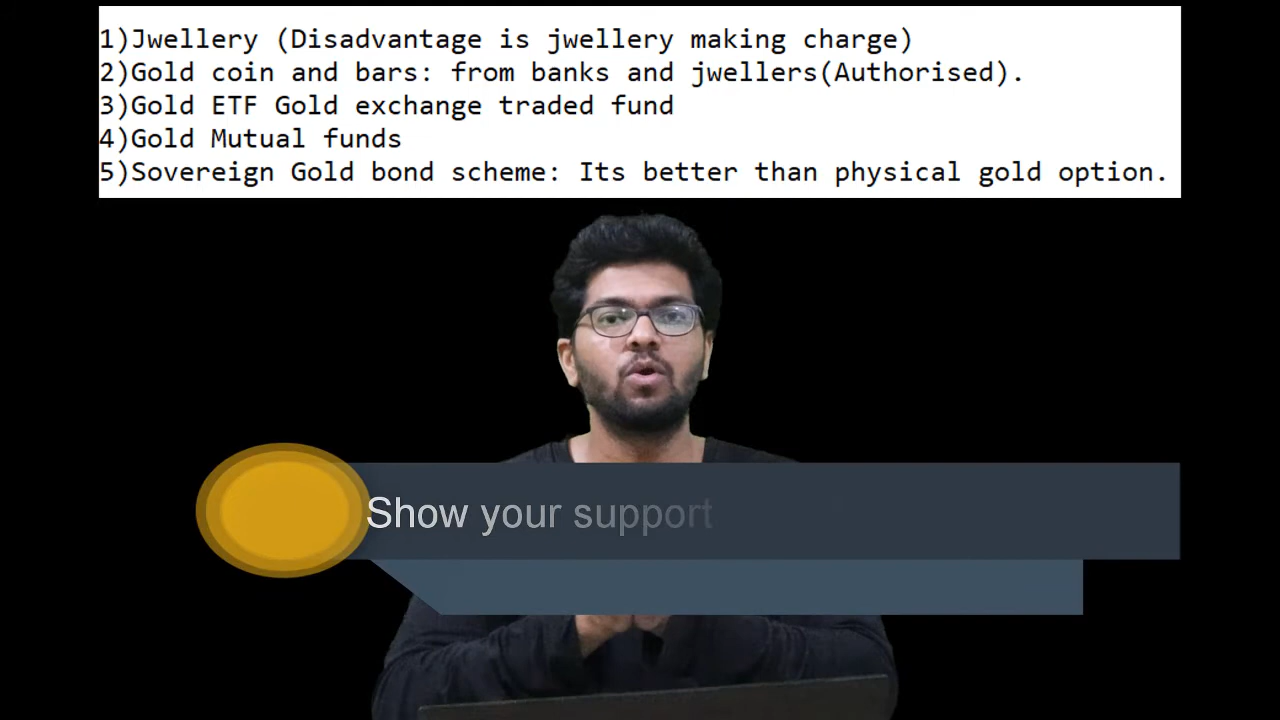 1)Jwellery (Disadvantage is jwellery making charge)
2)Gold coin and bars: from banks and jwellers(Authorised).
3)Gold ETF Gold exchange traded fund
4)Gold Mutual funds
5)Sovereign Gold bond scheme: Its better than physical gold option.
Show your support